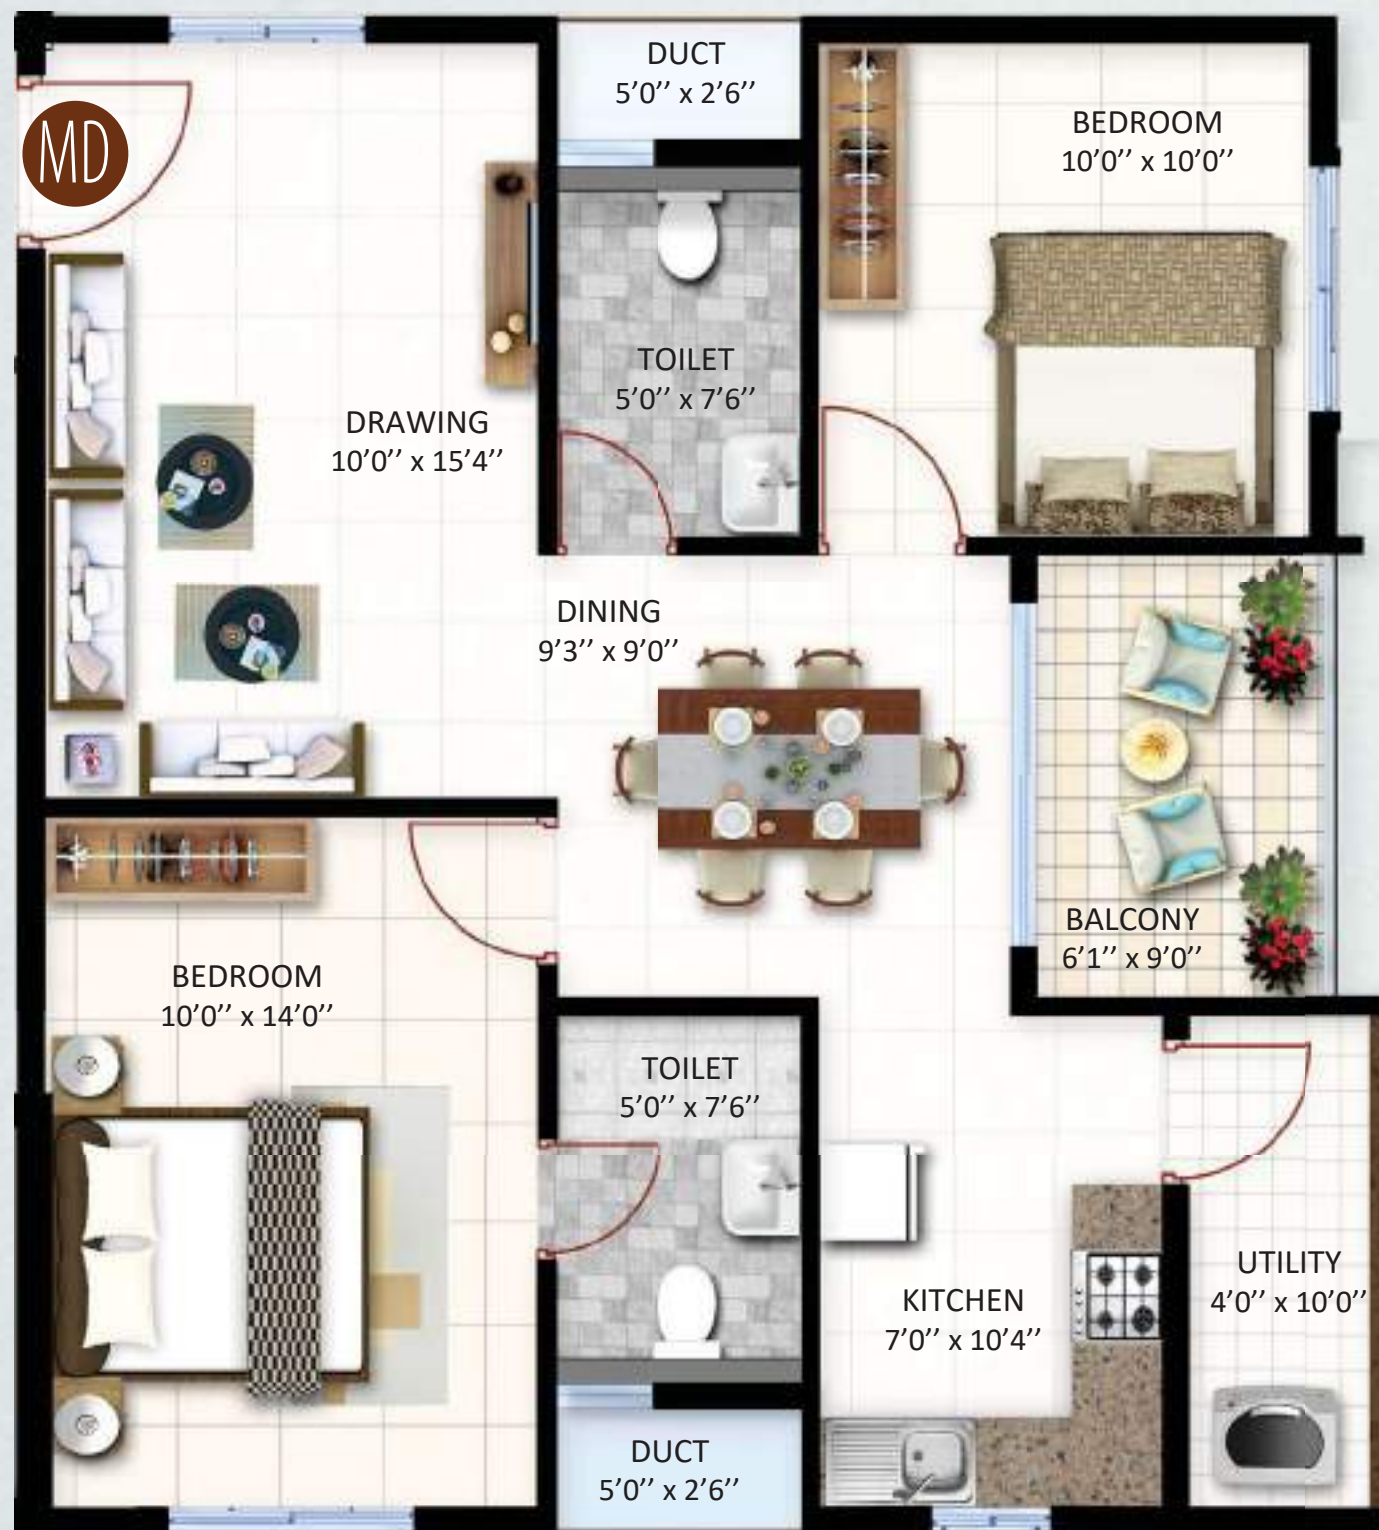 DUCT
5’0’’ x 2’6’’
BEDROOM
10’0’’ x 10’0’’
MD
TOILET
5’0’’ x 7’6’’
DRAWING
10’0’’ x 15’4’’
DINING
9’3’’ x 9’0’’
BALCONY
6’1’’ x 9’0’’
BEDROOM
10’0’’ x 14’0’’
TOILET
5’0’’ x 7’6’’
UTILITY
4’0’’ x 10’0’’
KITCHEN
7’0’’ x 10’4’’
DUCT
5’0’’ x 2’6’’